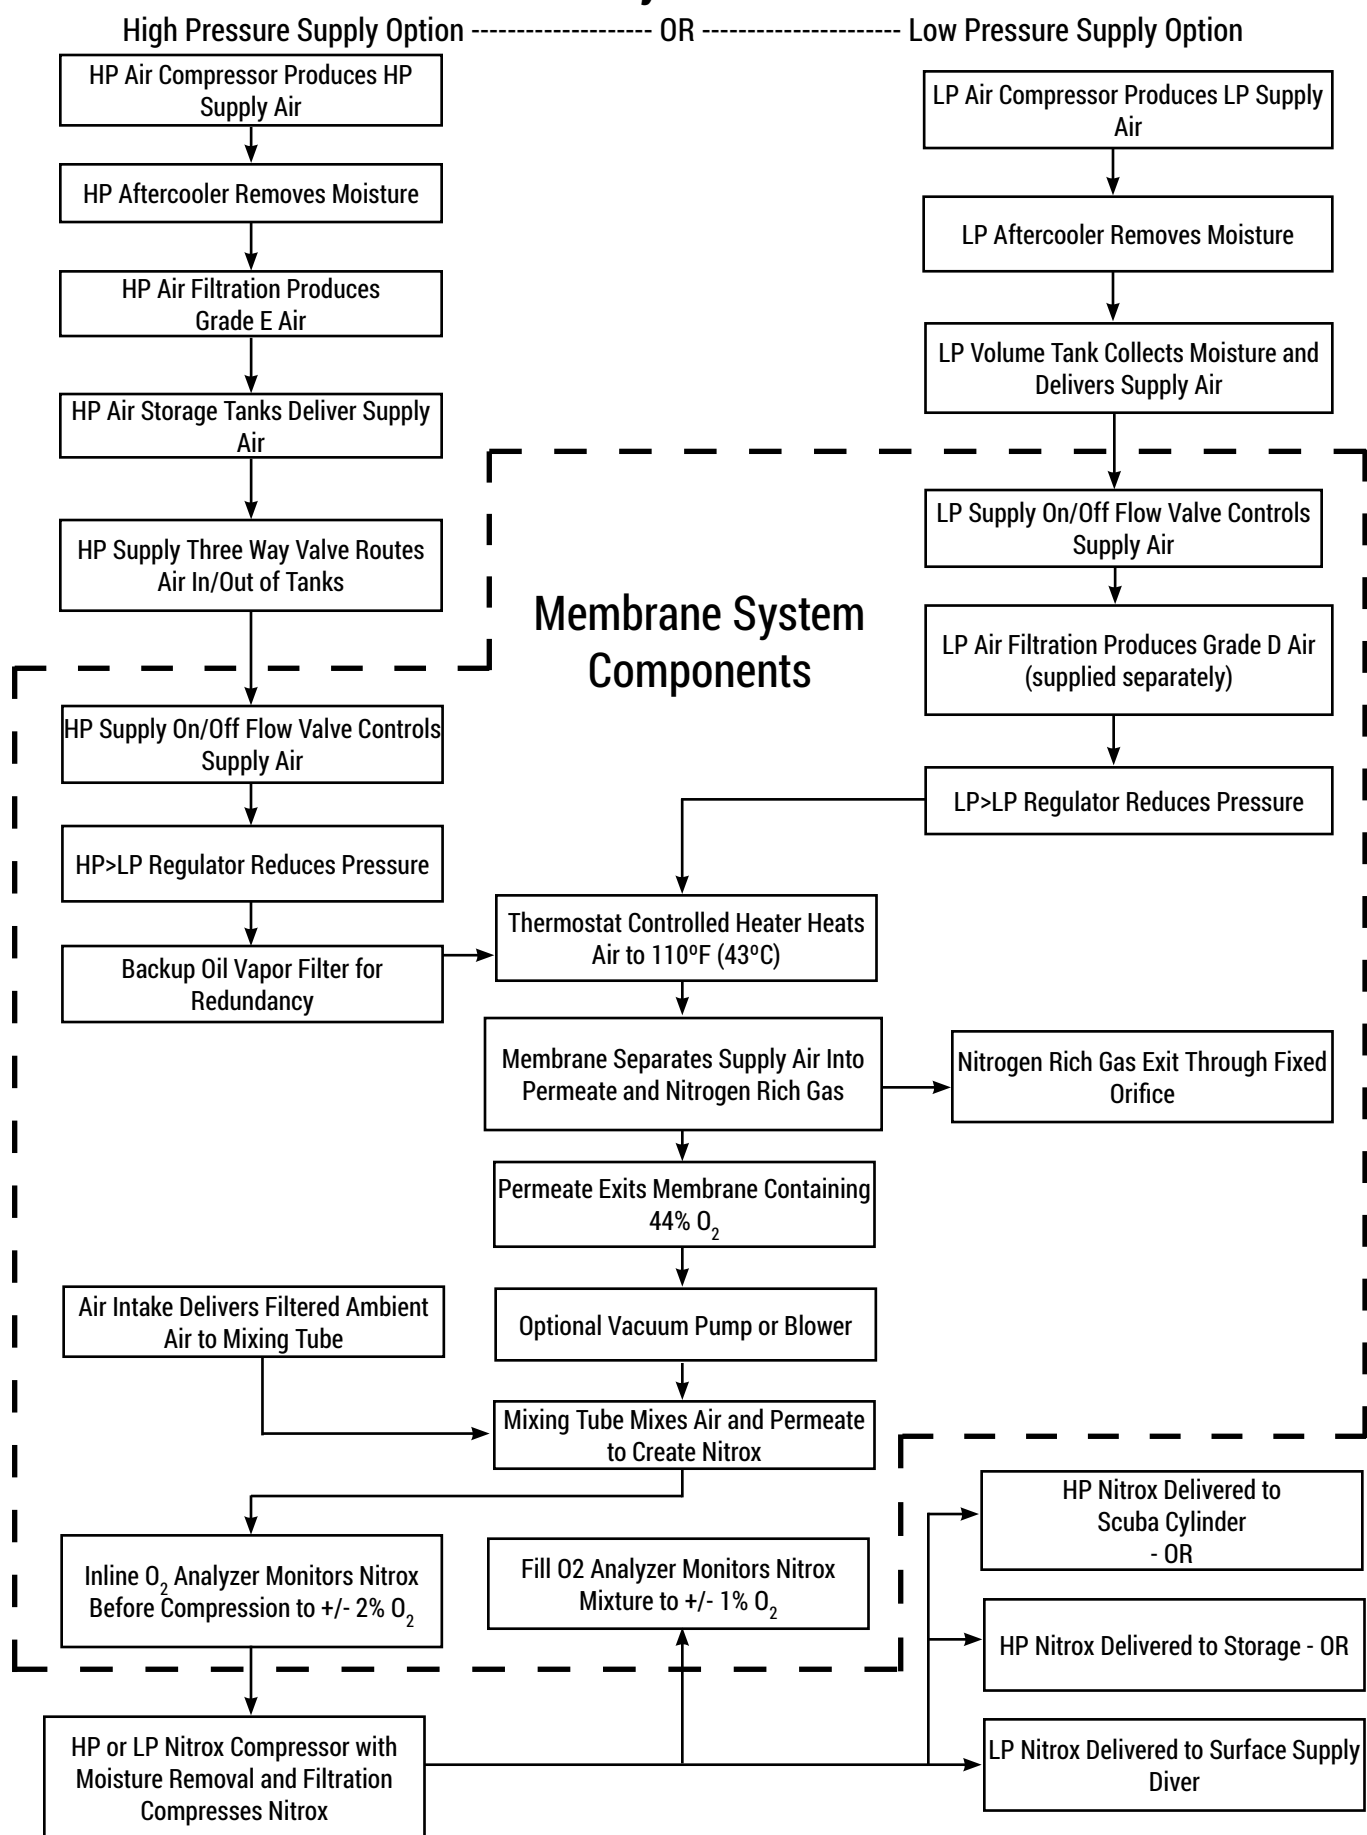 High Pressure Supply Option ------------------- OR --------------------- Low Pressure Supply Option
HP Air Compressor Produces HP
Supply Air
HP Aftercooler Removes Moisture
HP Air Filtration Produces
Grade E Air
HP Air Storage Tanks Deliver Supply
Air
HP Supply Three Way Valve Routes
Air In/Out of Tanks
LP Air Compressor Produces LP Supply
Air
LP Aftercooler Removes Moisture
LP Volume Tank Collects Moisture and
Delivers Supply Air
LP Supply On/Off Flow Valve Controls
Supply Air
LP Air Filtration Produces Grade D Air
(supplied separately)
LP>LP Regulator Reduces Pressure
Membrane System
Components
HP Supply On/Off Flow Valve Controls
Supply Air
HP>LP Regulator Reduces Pressure
Backup Oil Vapor Filter for
Redundancy
Thermostat Controlled Heater Heats
Air to 110ºF (43ºC)
Membrane Separates Supply Air Into
Permeate and Nitrogen Rich Gas
Nitrogen Rich Gas Exit Through Fixed
Orifice
Permeate Exits Membrane Containing
44% O₂
Optional Vacuum Pump or Blower
Air Intake Delivers Filtered Ambient
Air to Mixing Tube
Mixing Tube Mixes Air and Permeate
to Create Nitrox
Inline O₂ Analyzer Monitors Nitrox
Before Compression to +/- 2% O₂
Fill O2 Analyzer Monitors Nitrox
Mixture to +/- 1% O₂
HP or LP Nitrox Compressor with
Moisture Removal and Filtration
Compresses Nitrox
HP Nitrox Delivered to
Scuba Cylinder
- OR
HP Nitrox Delivered to Storage - OR
LP Nitrox Delivered to Surface Supply
Diver